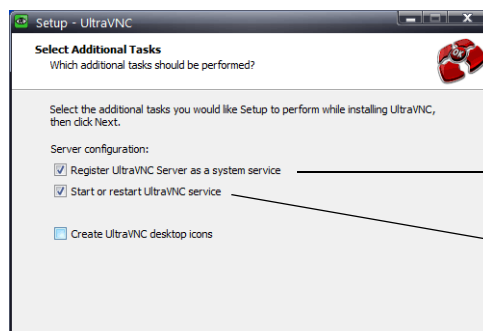 Setup - UltraVNC
Select Additional Tasks
Which additional tasks should be performed?
Select the additional tasks you would like Setup to perform while installing UltraVNC,
then click Next.
Server configuration:
Register UltraVNC Server as a system service
Start or restart UltraVNC service
Create UltraVNC desktop icons